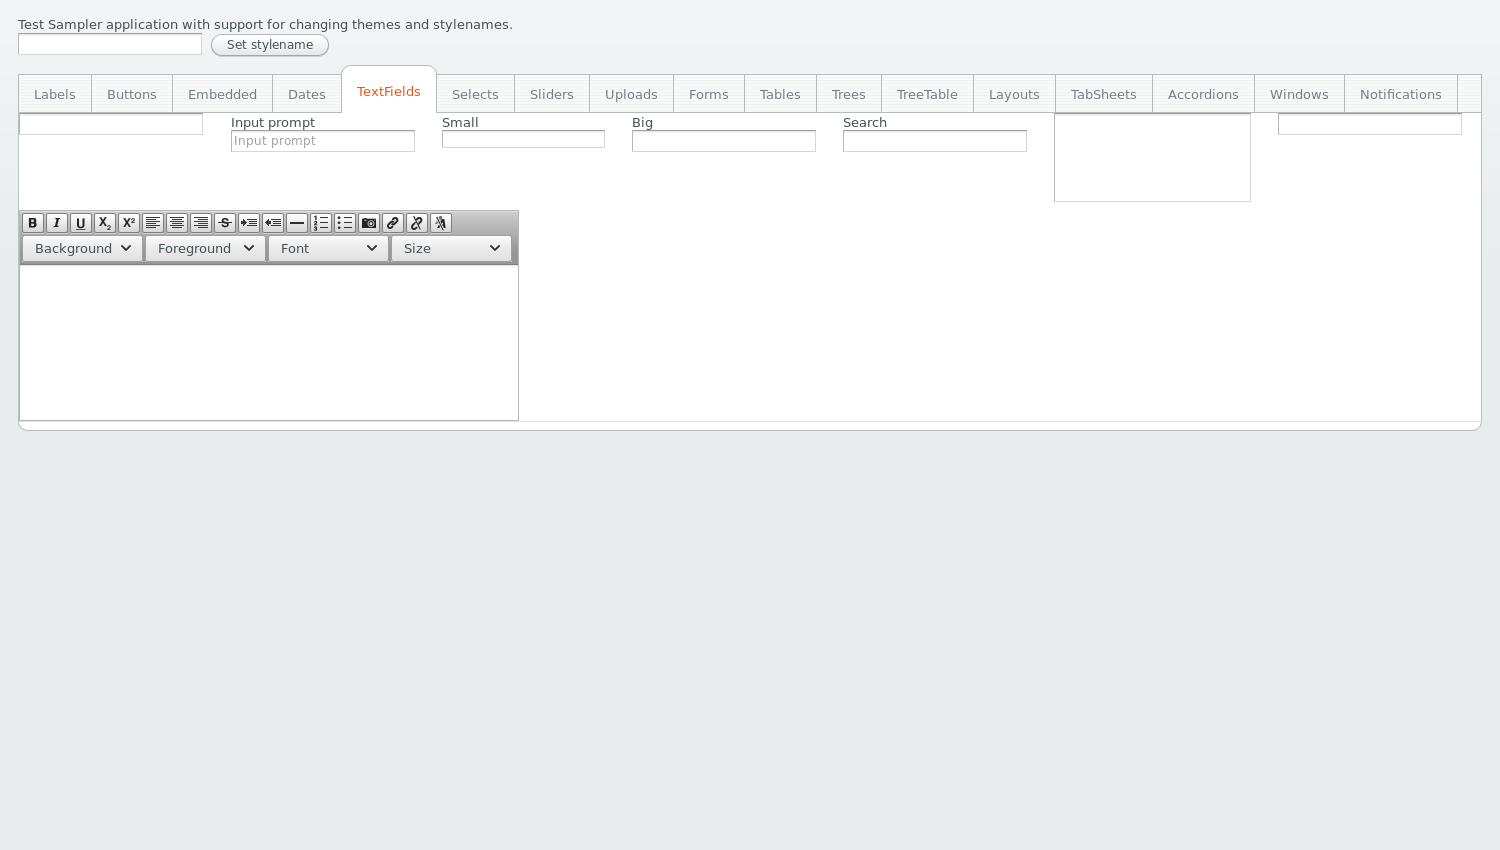 Test Sampler application with support for changing themes and stylenames.
Set stylename
Labels Buttons Embedded Dates TextFields Selects Sliders Uploads Forms Tables Trees TreeTable Layouts TabSheets Accordions Windows Notifications
Input prompt Small Big Search
Input prompt
B I U X₂ X² S
Background Foreground Font Size